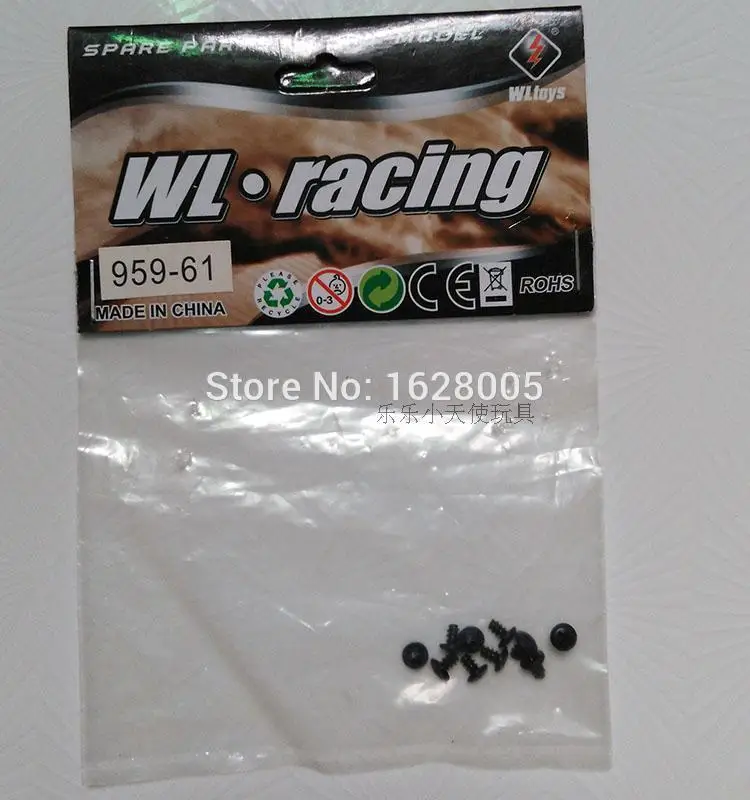 SPARE PAR MODEL
WLtoys
WL·racing
959-61
MADE IN CHINA
PLEASE RECYCLE
0-3
CE
ROHS
Store No: 1628005
乐乐小天使玩具